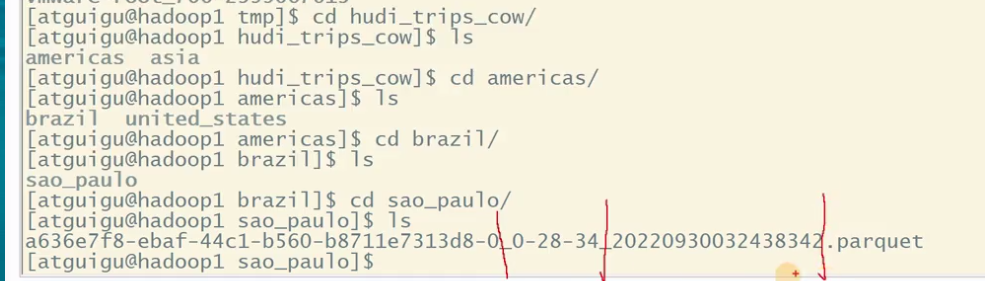 [atguigu@hadoop1 tmp]$ cd hudi_trips_cow/
[atguigu@hadoop1 hudi_trips_cow]$ ls
americas  asia
[atguigu@hadoop1 hudi_trips_cow]$ cd americas/
[atguigu@hadoop1 americas]$ ls
brazil  united_states
[atguigu@hadoop1 americas]$ cd brazil/
[atguigu@hadoop1 brazil]$ ls
sao_paulo
[atguigu@hadoop1 brazil]$ cd sao_paulo/
[atguigu@hadoop1 sao_paulo]$ ls
a636e7f8-ebaf-44c1-b560-b8711e7313d8-0_0-28-34_20220930032438342.parquet
[atguigu@hadoop1 sao_paulo]$